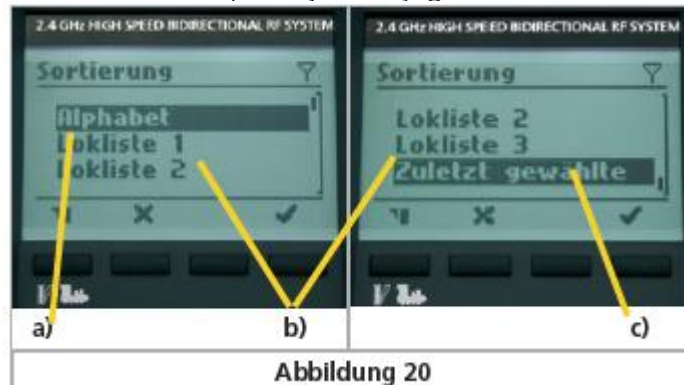 2.4 GHz HIGH SPEED BIDIRECTIONAL RF SYSTEM
Sortierung
Alphabet
Lokliste 1
Lokliste 2
2.4 GHz HIGH SPEED BIDIRECTIONAL RF SYSTEM
Sortierung
Lokliste 2
Lokliste 3
Zuletzt gewählte
a)
b)
c)
Abbildung 20